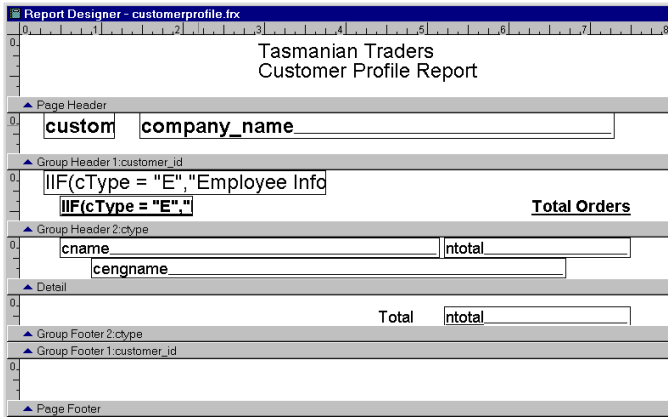 Report Designer - customerprofile.frx
0 1 2 3 4 5 6 7 8
0
Tasmanian Traders
Customer Profile Report
Page Header
0
custom company_name
Group Header 1:customer_id
0
IIF(cType = "E","Employee Info
IIF(cType = "E","
Total Orders
Group Header 2:ctype
0
cname ntotal
cengname
Detail
0
Total ntotal
Group Footer 2:ctype
Group Footer 1:customer_id
0
Page Footer